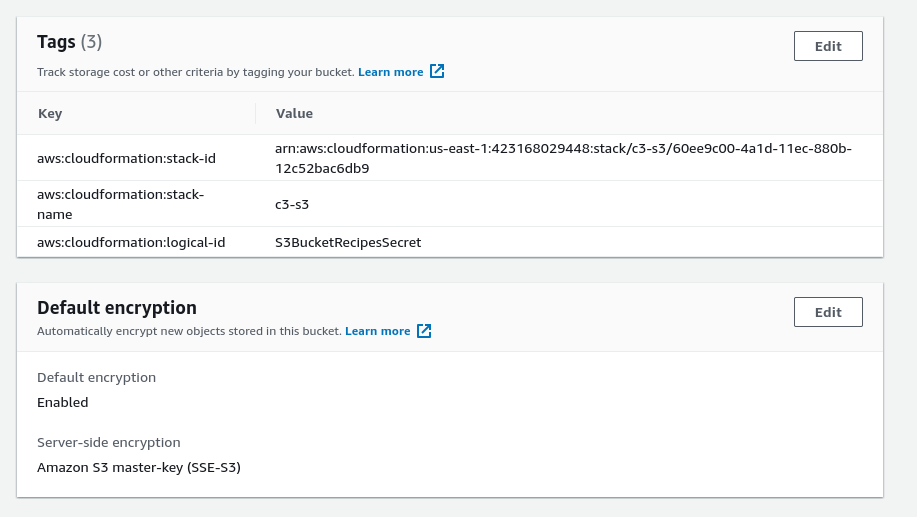 Tags (3)
Edit
Track storage cost or other criteria by tagging your bucket. Learn more
Key Value
aws:cloudformation:stack-id
arn:aws:cloudformation:us-east-1:423168029448:stack/c3-s3/60ee9c00-4a1d-11ec-880b-
12c52bac6db9
aws:cloudformation:stack-
name
c3-s3
aws:cloudformation:logical-id S3BucketRecipesSecret
Default encryption
Edit
Automatically encrypt new objects stored in this bucket. Learn more
Default encryption
Enabled
Server-side encryption
Amazon S3 master-key (SSE-S3)